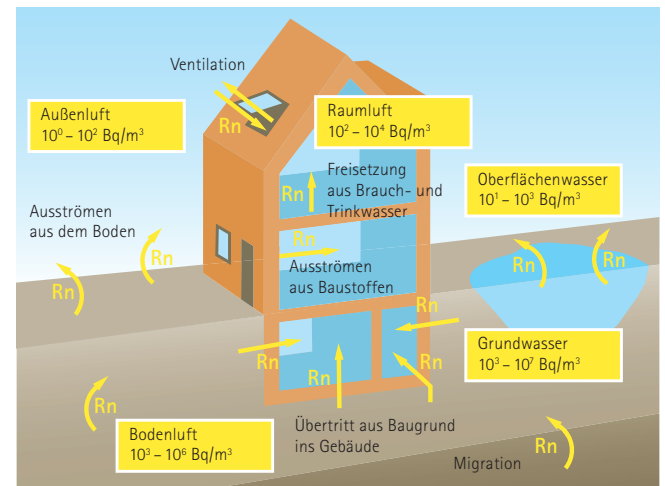 Ventilation
Rn
Außenluft
10⁰ – 10² Bq/m³
Raumluft
10² – 10⁴ Bq/m³
Freisetzung
aus Brauch- und
Trinkwasser
Rn
Oberflächenwasser
10¹ – 10³ Bq/m³
Ausströmen
aus dem Boden
Rn
Rn
Rn
Ausströmen
aus Baustoffen
Rn
Rn
Rn
Rn
Rn
Rn
Grundwasser
10³ – 10⁷ Bq/m³
Rn
Bodenluft
10³ – 10⁶ Bq/m³
Übertritt aus Baugrund
ins Gebäude
Migration
Rn